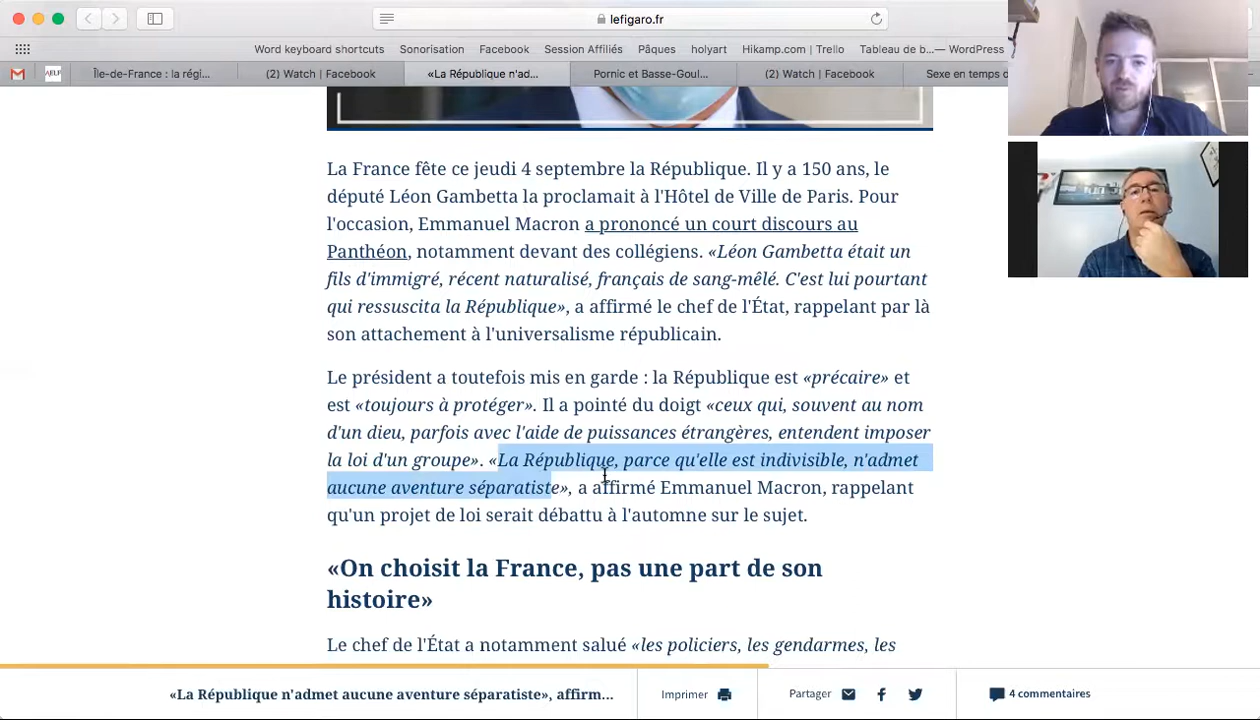 lefigaro.fr
Word keyboard shortcuts Sonorisation Facebook Session Affiliés Pâques holyart Hikamp.com | Trello Tableau de b...— WordPress
Île-de-France : la régi... (2) Watch | Facebook «La République n'ad... Pornic et Basse-Goul... (2) Watch | Facebook Sexe en temps d
La France fête ce jeudi 4 septembre la République. Il y a 150 ans, le
député Léon Gambetta la proclamait à l'Hôtel de Ville de Paris. Pour
l'occasion, Emmanuel Macron a prononcé un court discours au
Panthéon, notamment devant des collégiens. «Léon Gambetta était un
fils d'immigré, récent naturalisé, français de sang-mêlé. C'est lui pourtant
qui ressuscita la République», a affirmé le chef de l'État, rappelant par là
son attachement à l'universalisme républicain.
Le président a toutefois mis en garde : la République est «précaire» et
est «toujours à protéger». Il a pointé du doigt «ceux qui, souvent au nom
d'un dieu, parfois avec l'aide de puissances étrangères, entendent imposer
la loi d'un groupe». «La République, parce qu'elle est indivisible, n'admet
aucune aventure séparatiste», a affirmé Emmanuel Macron, rappelant
qu'un projet de loi serait débattu à l'automne sur le sujet.
«On choisit la France, pas une part de son
histoire»
Le chef de l'État a notamment salué «les policiers, les gendarmes, les
«La République n'admet aucune aventure séparatiste», affirm... Imprimer Partager 4 commentaires